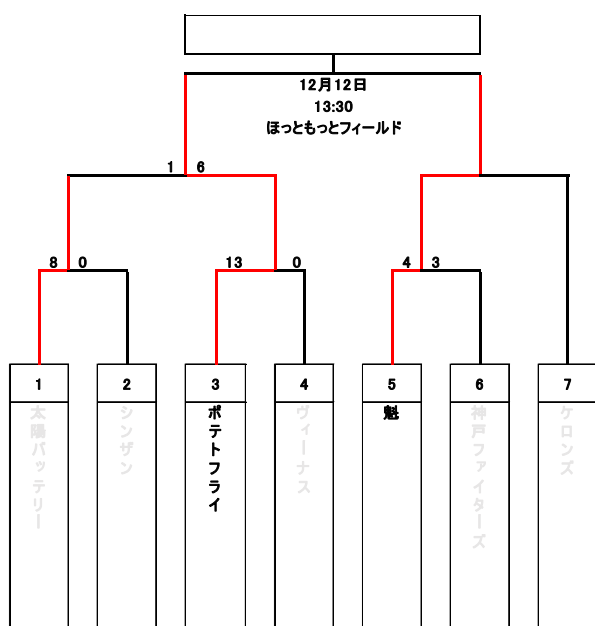 12月12日
13:30
ほっともっとフィールド
1 6
8 0
13 0
4 3
1 2 3 4 5 6 7
太陽バッテリー
シンザン
ポテトフライ
ヴィーナス
魁
神戸ファイターズ
ケロンズ